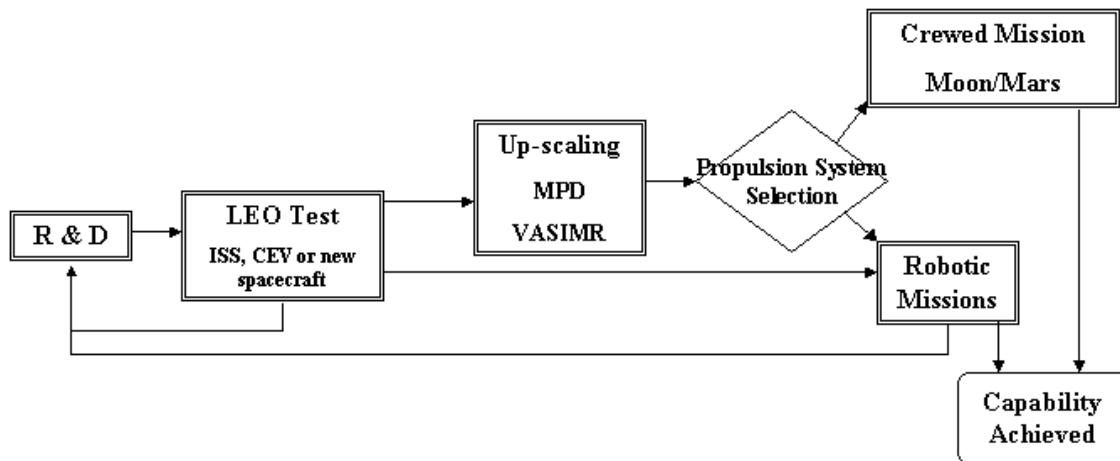 R & D
LEO Test
ISS, CEV or new
spacecraft
Up-scaling
MPD
VASIMR
Propulsion System
Selection
Crewed Mission
Moon/Mars
Robotic
Missions
Capability
Achieved